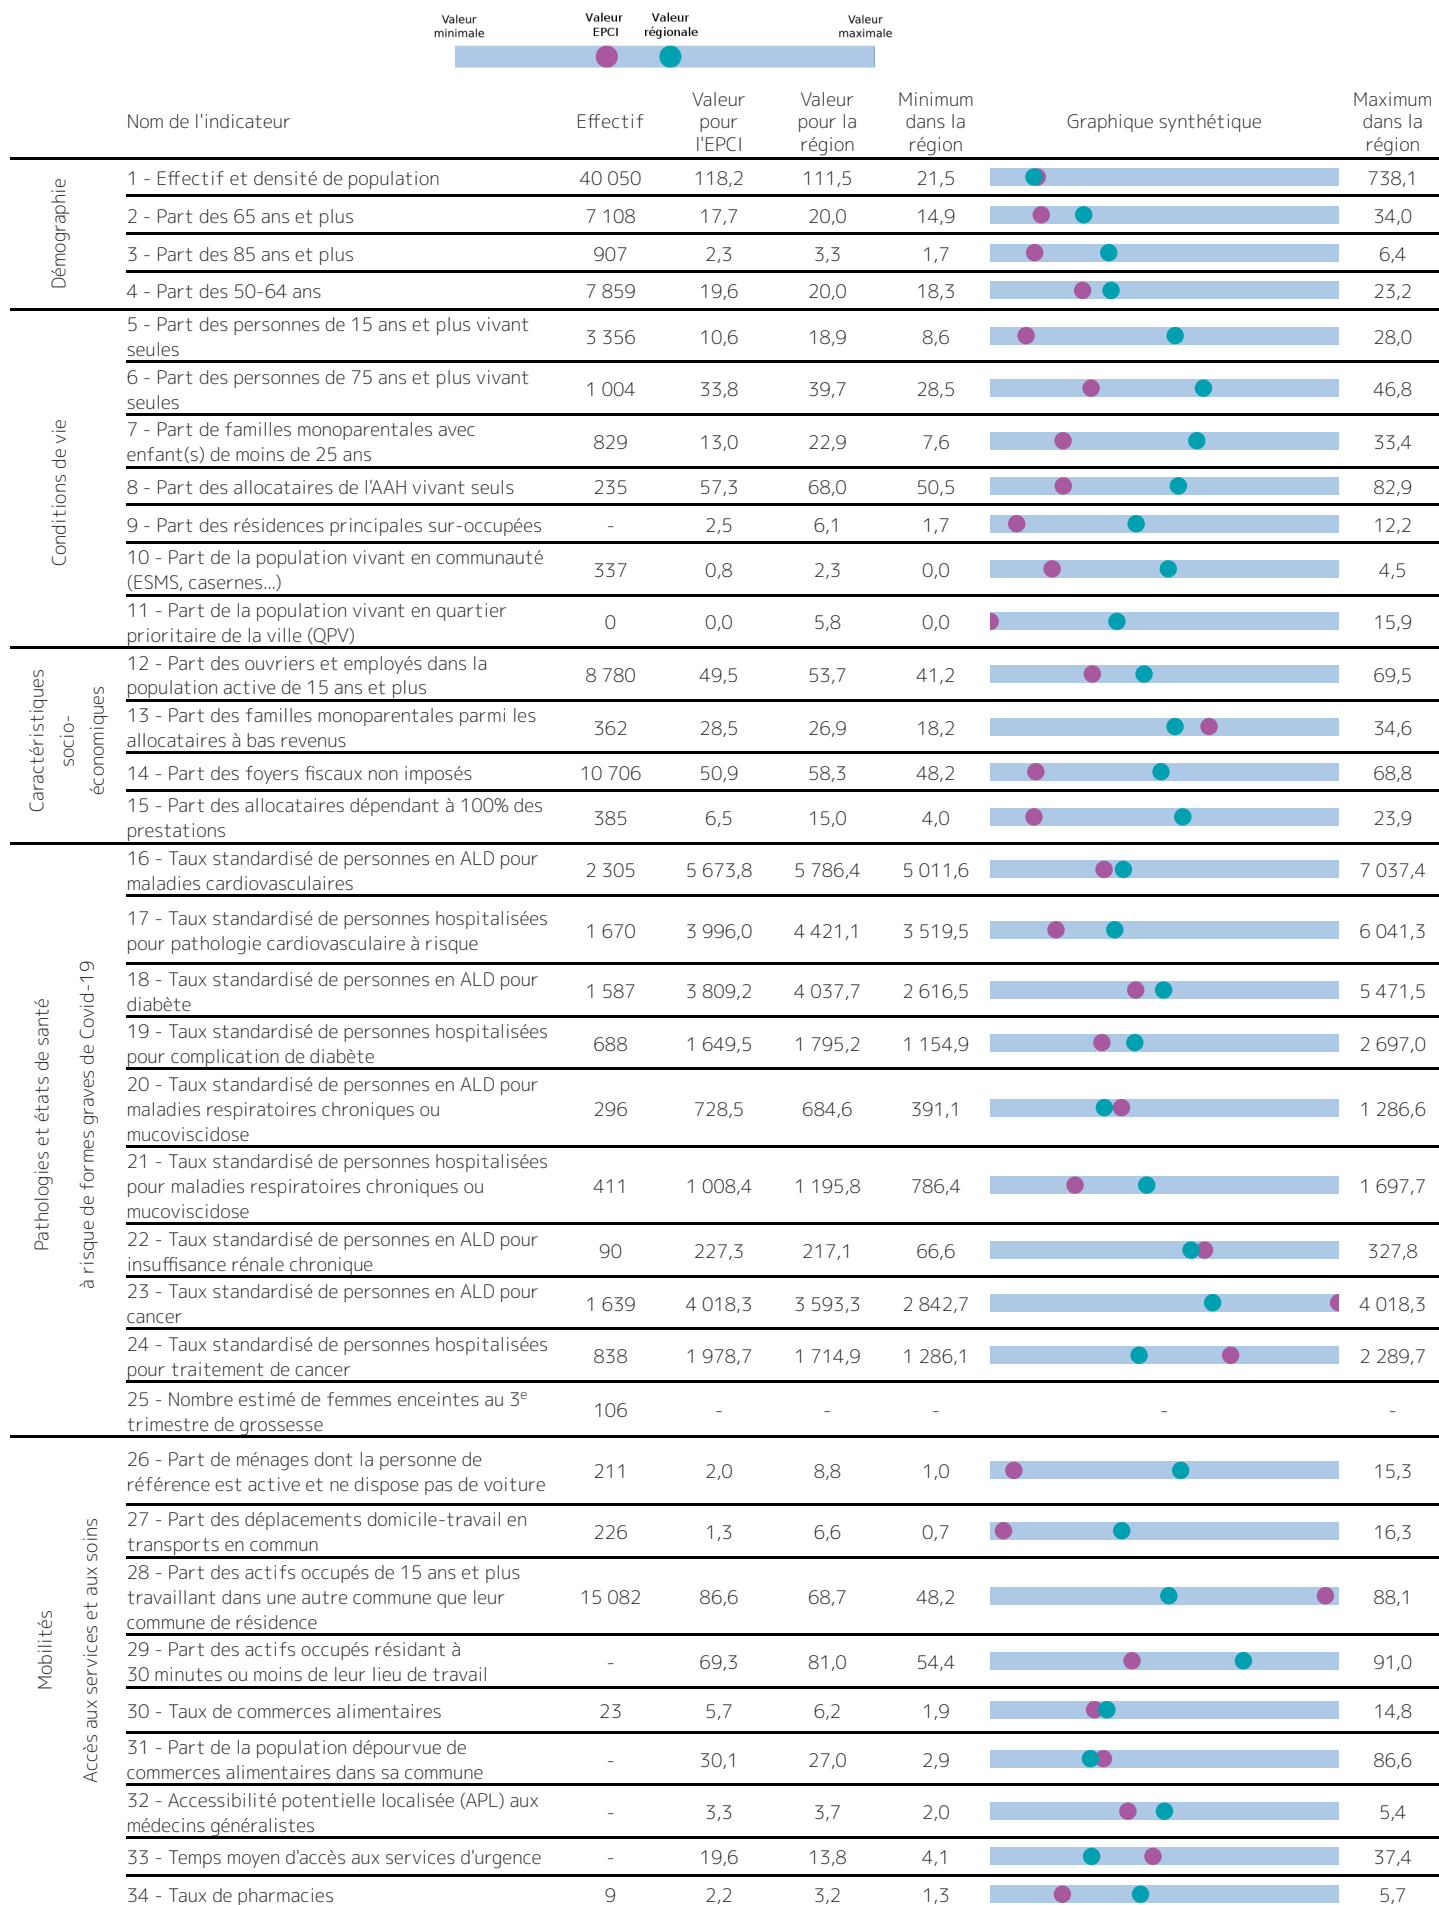 Valeur minimale
Valeur EPCI
Valeur régionale
Valeur maximale
Nom de l'indicateur
Effectif
Valeur pour l'EPCI
Valeur pour la région
Minimum dans la région
Graphique synthétique
Maximum dans la région
Démographie
1 - Effectif et densité de population 40 050 118,2 111,5 21,5 738,1
2 - Part des 65 ans et plus 7 108 17,7 20,0 14,9 34,0
3 - Part des 85 ans et plus 907 2,3 3,3 1,7 6,4
4 - Part des 50-64 ans 7 859 19,6 20,0 18,3 23,2
Conditions de vie
5 - Part des personnes de 15 ans et plus vivant
seules 3 356 10,6 18,9 8,6 28,0
6 - Part des personnes de 75 ans et plus vivant
seules 1 004 33,8 39,7 28,5 46,8
7 - Part de familles monoparentales avec
enfant(s) de moins de 25 ans 829 13,0 22,9 7,6 33,4
8 - Part des allocataires de l'AAH vivant seuls 235 57,3 68,0 50,5 82,9
9 - Part des résidences principales sur-occupées - 2,5 6,1 1,7 12,2
10 - Part de la population vivant en communauté
(ESMS, casernes...) 337 0,8 2,3 0,0 4,5
11 - Part de la population vivant en quartier
prioritaire de la ville (QPV) 0 0,0 5,8 0,0 15,9
Caractéristiques
socio-
économiques
12 - Part des ouvriers et employés dans la
population active de 15 ans et plus 8 780 49,5 53,7 41,2 69,5
13 - Part des familles monoparentales parmi les
allocataires à bas revenus 362 28,5 26,9 18,2 34,6
14 - Part des foyers fiscaux non imposés 10 706 50,9 58,3 48,2 68,8
15 - Part des allocataires dépendant à 100% des
prestations 385 6,5 15,0 4,0 23,9
Pathologies et états de santé
à risque de formes graves de Covid-19
16 - Taux standardisé de personnes en ALD pour
maladies cardiovasculaires 2 305 5 673,8 5 786,4 5 011,6 7 037,4
17 - Taux standardisé de personnes hospitalisées
pour pathologie cardiovasculaire à risque 1 670 3 996,0 4 421,1 3 519,5 6 041,3
18 - Taux standardisé de personnes en ALD pour
diabète 1 587 3 809,2 4 037,7 2 616,5 5 471,5
19 - Taux standardisé de personnes hospitalisées
pour complication de diabète 688 1 649,5 1 795,2 1 154,9 2 697,0
20 - Taux standardisé de personnes en ALD pour
maladies respiratoires chroniques ou
mucoviscidose 296 728,5 684,6 391,1 1 286,6
21 - Taux standardisé de personnes hospitalisées
pour maladies respiratoires chroniques ou
mucoviscidose 411 1 008,4 1 195,8 786,4 1 697,7
22 - Taux standardisé de personnes en ALD pour
insuffisance rénale chronique 90 227,3 217,1 66,6 327,8
23 - Taux standardisé de personnes en ALD pour
cancer 1 639 4 018,3 3 593,3 2 842,7 4 018,3
24 - Taux standardisé de personnes hospitalisées
pour traitement de cancer 838 1 978,7 1 714,9 1 286,1 2 289,7
25 - Nombre estimé de femmes enceintes au 3e
trimestre de grossesse 106 - - - - -
Mobilités
Accès aux services et aux soins
26 - Part de ménages dont la personne de
référence est active et ne dispose pas de voiture 211 2,0 8,8 1,0 15,3
27 - Part des déplacements domicile-travail en
transports en commun 226 1,3 6,6 0,7 16,3
28 - Part des actifs occupés de 15 ans et plus
travaillant dans une autre commune que leur
commune de résidence 15 082 86,6 68,7 48,2 88,1
29 - Part des actifs occupés résidant à
30 minutes ou moins de leur lieu de travail - 69,3 81,0 54,4 91,0
30 - Taux de commerces alimentaires 23 5,7 6,2 1,9 14,8
31 - Part de la population dépourvue de
commerces alimentaires dans sa commune - 30,1 27,0 2,9 86,6
32 - Accessibilité potentielle localisée (APL) aux
médecins généralistes - 3,3 3,7 2,0 5,4
33 - Temps moyen d'accès aux services d'urgence - 19,6 13,8 4,1 37,4
34 - Taux de pharmacies 9 2,2 3,2 1,3 5,7